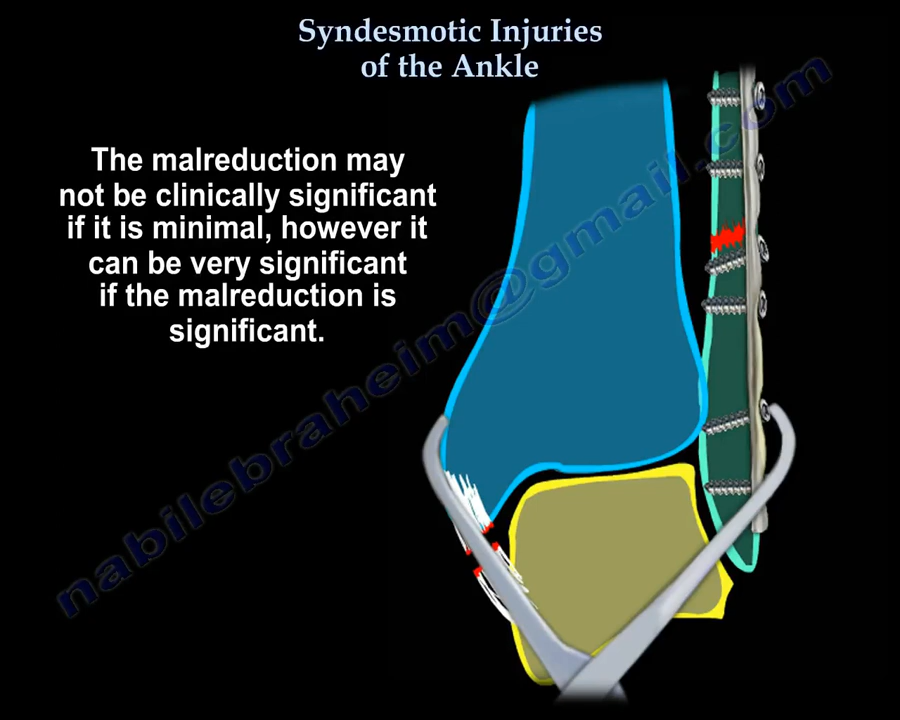 Syndesmotic Injuries
of the Ankle
The malreduction may
not be clinically significant
if it is minimal, however it
can be very significant
if the malreduction is
significant.
nabilebraheim@gmail.com